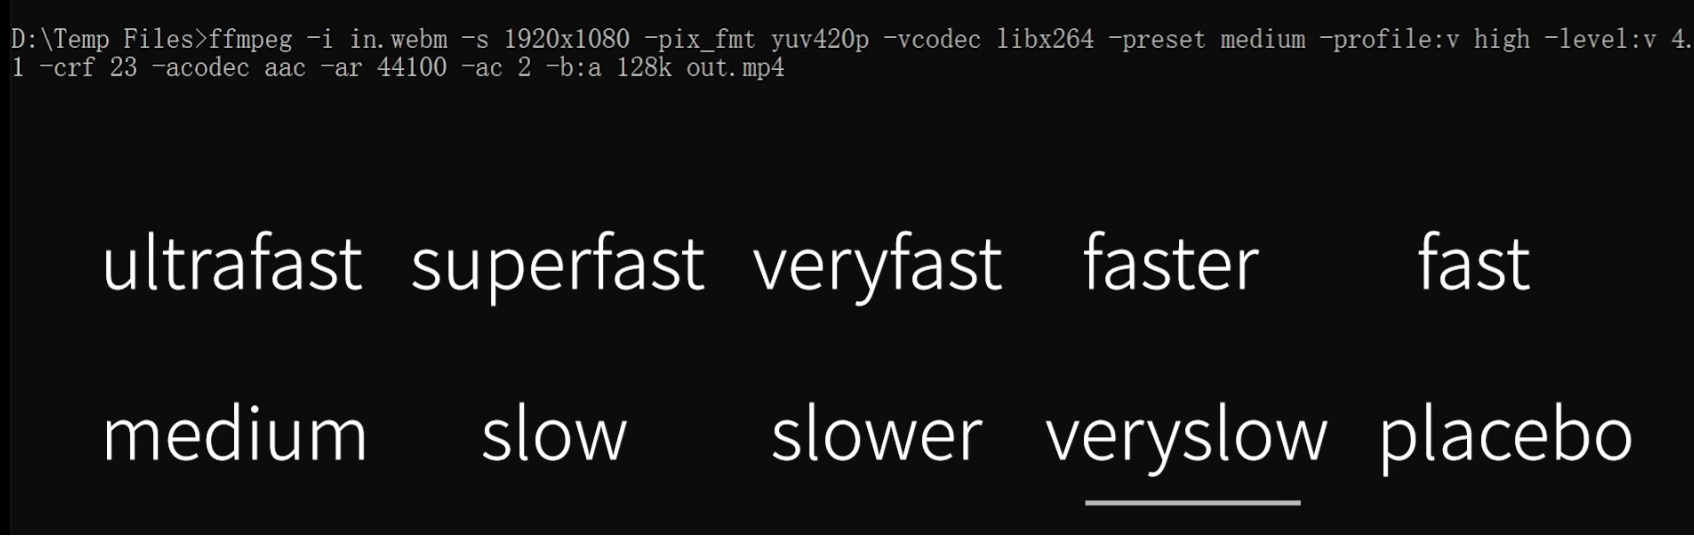 D:\Temp Files>ffmpeg -i in.webm -s 1920x1080 -pix_fmt yuv420p -vcodec libx264 -preset medium -profile:v high -level:v 4.
1 -crf 23 -acodec aac -ar 44100 -ac 2 -b:a 128k out.mp4
ultrafast superfast veryfast faster fast
medium slow slower veryslow placebo